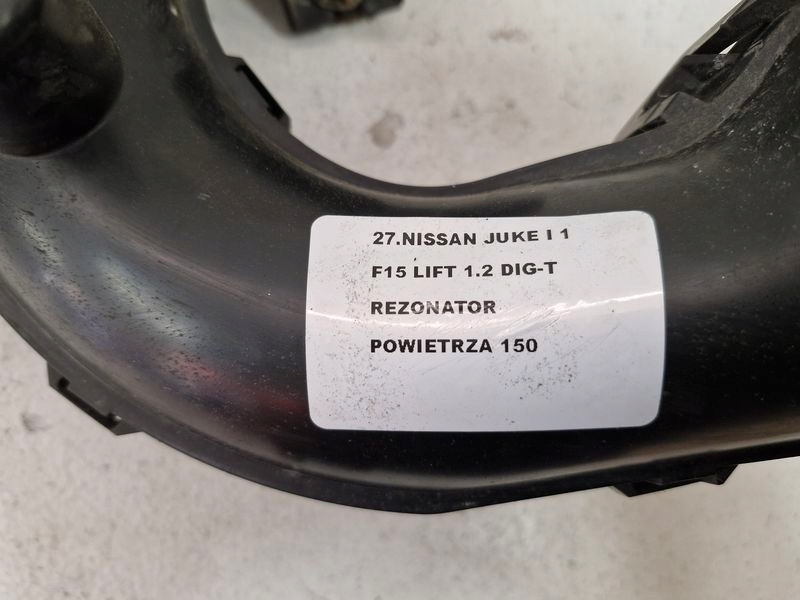 27.NISSAN JUKE I 1
F15 LIFT 1.2 DIG-T
REZONATOR
POWIETRZA 150